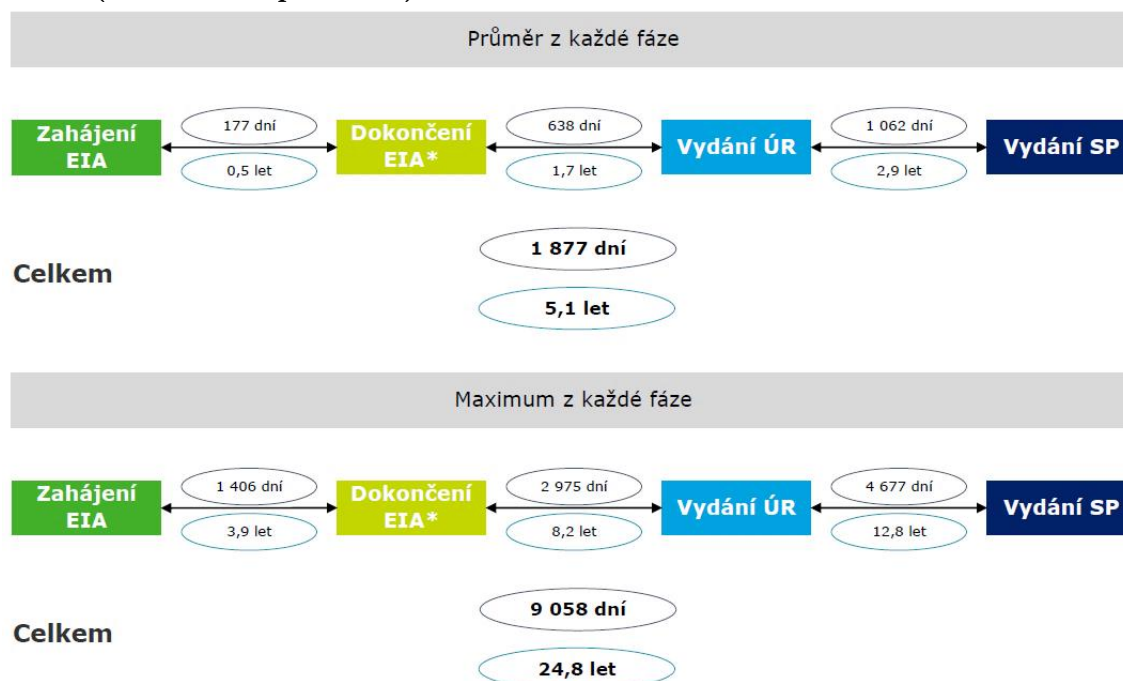 Průměr z každé fáze
Zahájení
EIA
177 dní
0,5 let
Dokončení
EIA*
638 dní
1,7 let
Vydání ÚR
1 062 dní
2,9 let
Vydání SP
Celkem
1 877 dní
5,1 let
Maximum z každé fáze
Zahájení
EIA
1 406 dní
3,9 let
Dokončení
EIA*
2 975 dní
8,2 let
Vydání ÚR
4 677 dní
12,8 let
Vydání SP
Celkem
9 058 dní
24,8 let